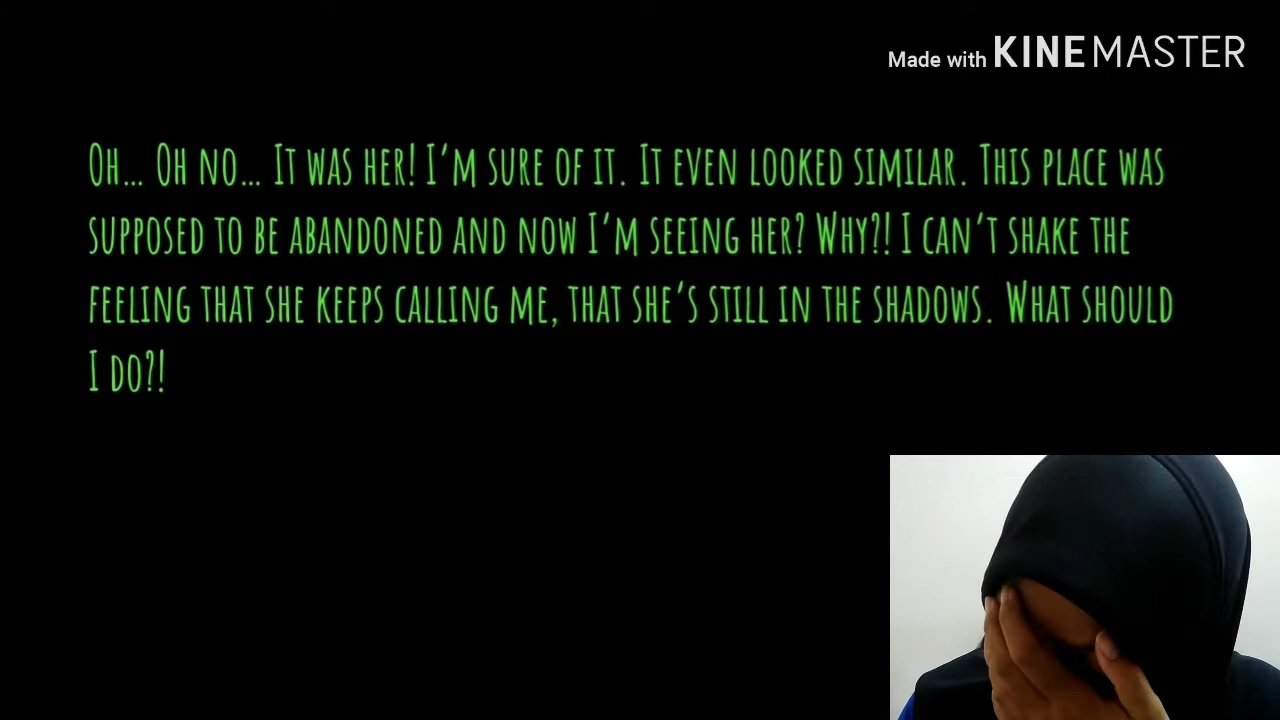 Made with KINEMASTER
Oh... Oh no... It was her! I'm sure of it. It even looked similar. This place was
supposed to be abandoned and now I'm seeing her? Why?! I can't shake the
feeling that she keeps calling me, that she's still in the shadows. What should
I do?!